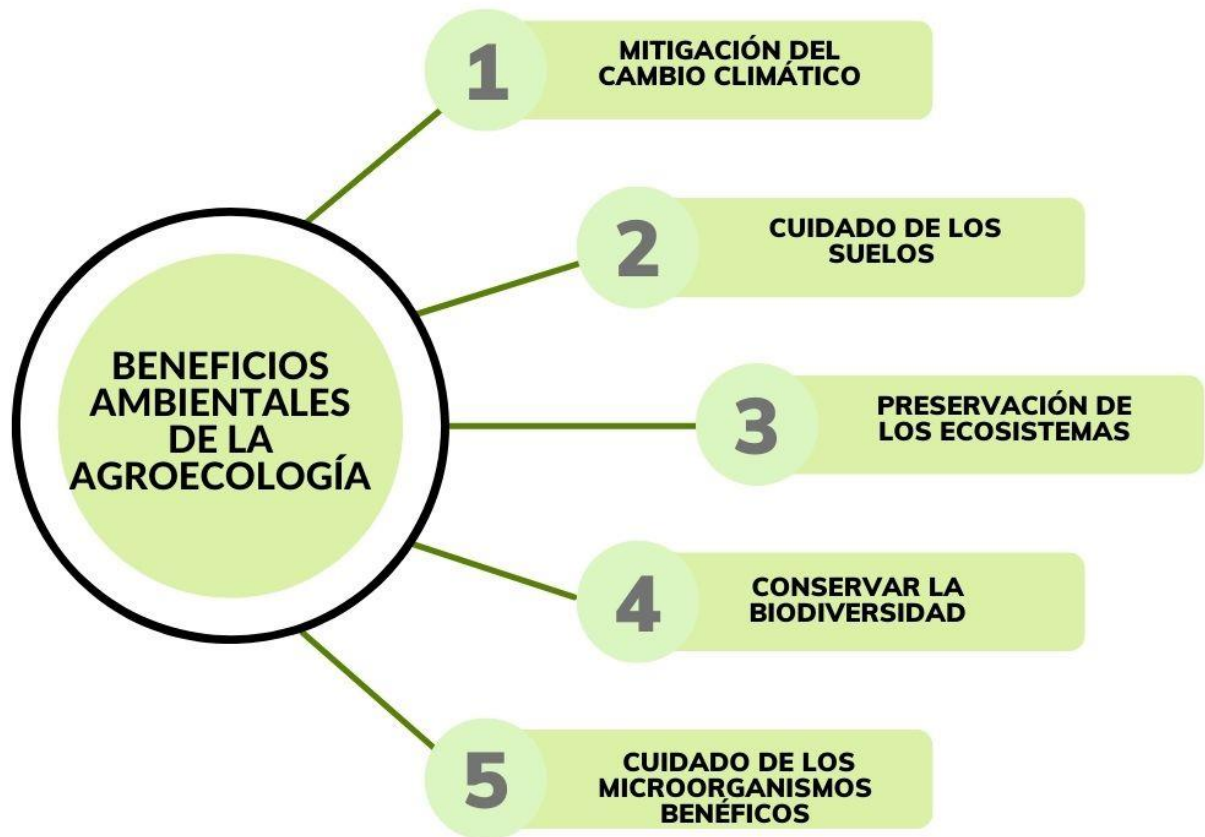 BENEFICIOS
AMBIENTALES
DE LA
AGROECOLOGÍA
1
MITIGACIÓN DEL
CAMBIO CLIMÁTICO
2
CUIDADO DE LOS
SUELOS
3
PRESERVACIÓN DE
LOS ECOSISTEMAS
4
CONSERVAR LA
BIODIVERSIDAD
5
CUIDADO DE LOS
MICROORGANISMOS
BENÉFICOS